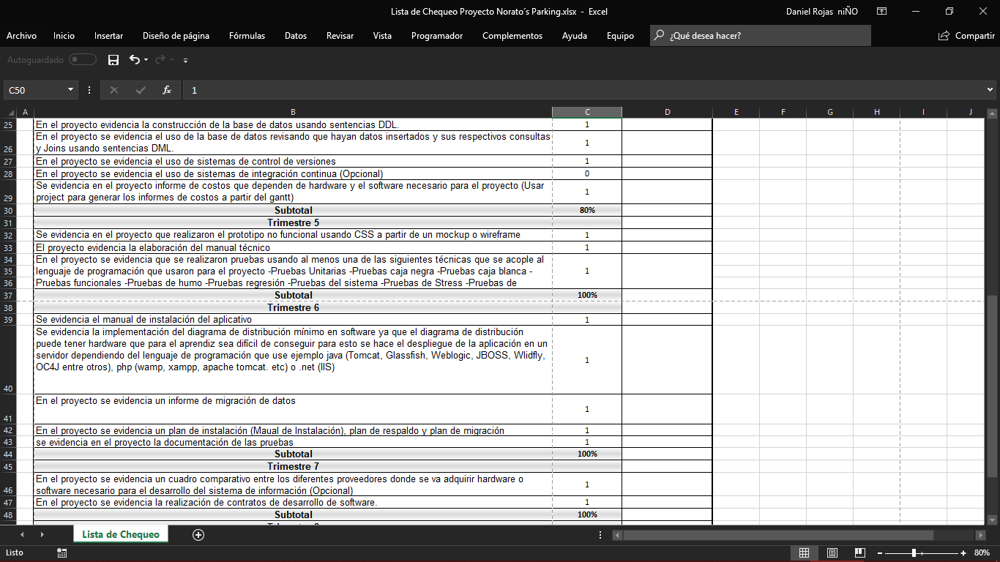 Lista de Chequeo Proyecto Norato´s Parking.xlsx - Excel
Daniel Rojas niÑO
Archivo Inicio Insertar Diseño de página Fórmulas Datos Revisar Vista Programador Complementos Ayuda Equipo ¿Qué desea hacer? Compartir
Autoguardado
C50 fx 1
A B C D E F G H I J
25 En el proyecto evidencia la construcción de la base de datos usando sentencias DDL. 1
En el proyecto se evidencia el uso de la base de datos revisando que hayan datos insertados y sus respectivos consultas
26 y Joins usando sentencias DML. 1
27 En el proyecto se evidencia el uso de sistemas de control de versiones 1
28 En el proyecto se evidencia el uso de sistemas de integración continua (Opcional) 0
Se evidencia en el proyecto informe de costos que dependen de hardware y el software necesario para el proyecto (Usar
29 project para generar los informes de costos a partir del gantt) 1
30 Subtotal 80%
31 Trimestre 5
32 Se evidencia en el proyecto que realizaron el prototipo no funcional usando CSS a partir de un mockup o wireframe 1
33 El proyecto evidencia la elaboración del manual técnico 1
34 En el proyecto se evidencia que se realizaron pruebas usando al menos una de las siguientes técnicas que se acople al
35 lenguaje de programación que usaron para el proyecto -Pruebas Unitarias -Pruebas caja negra -Pruebas caja blanca - 1
36 Pruebas funcionales -Pruebas de humo -Pruebas regresión -Pruebas del sistema -Pruebas de Stress -Pruebas de
37 Subtotal 100%
38 Trimestre 6
39 Se evidencia el manual de instalación del aplicativo 1
Se evidencia la implementación del diagrama de distribución mínimo en software ya que el diagrama de distribución
puede tener hardware que para el aprendiz sea difícil de conseguir para esto se hace el despliegue de la aplicación en un
servidor dependiendo del lenguaje de programación que use ejemplo java (Tomcat, Glassfish, Weblogic, JBOSS, Wlidfly, 1
OC4J entre otros), php (wamp, xampp, apache tomcat. etc) o .net (IIS)
40
En el proyecto se evidencia un informe de migración de datos
41 1
42 En el proyecto se evidencia un plan de instalación (Maual de Instalación), plan de respaldo y plan de migración 1
43 se evidencia en el proyecto la documentación de las pruebas 1
44 Subtotal 100%
45 Trimestre 7
En el proyecto se evidencia un cuadro comparativo entre los diferentes proveedores donde se va adquirir hardware o
46 software necesario para el desarrollo del sistema de información (Opcional) 1
47 En el proyecto se evidencia la realización de contratos de desarrollo de software. 1
48 Subtotal 100%
Lista de Chequeo
Listo 80%